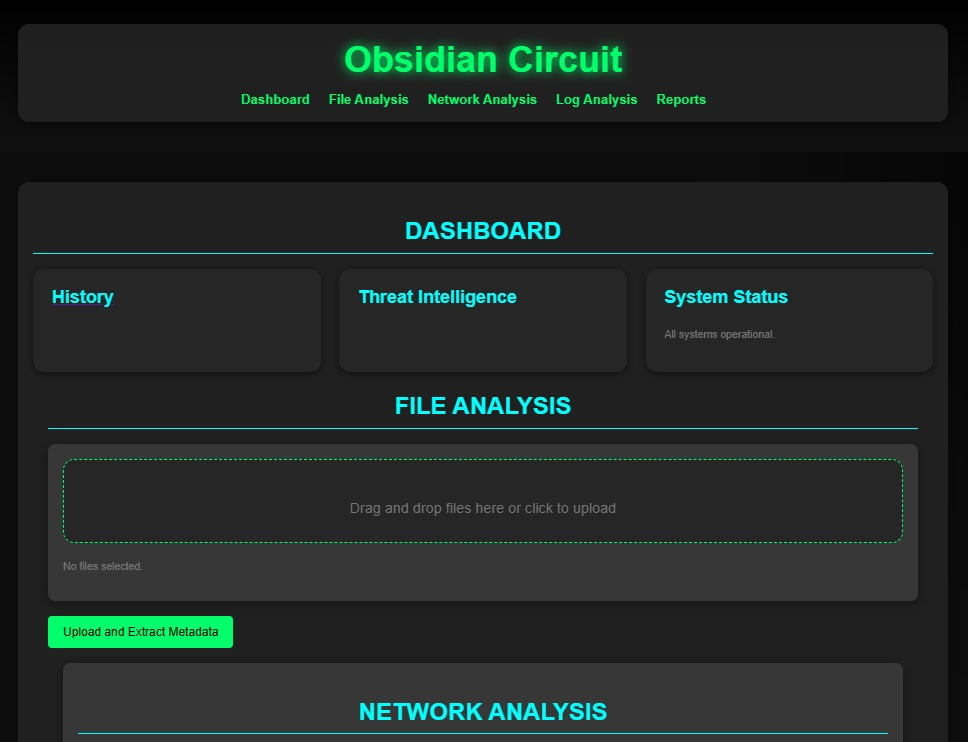 Obsidian Circuit
Dashboard File Analysis Network Analysis Log Analysis Reports
DASHBOARD
History
Threat Intelligence
System Status
All systems operational.
FILE ANALYSIS
Drag and drop files here or click to upload
No files selected.
Upload and Extract Metadata
NETWORK ANALYSIS